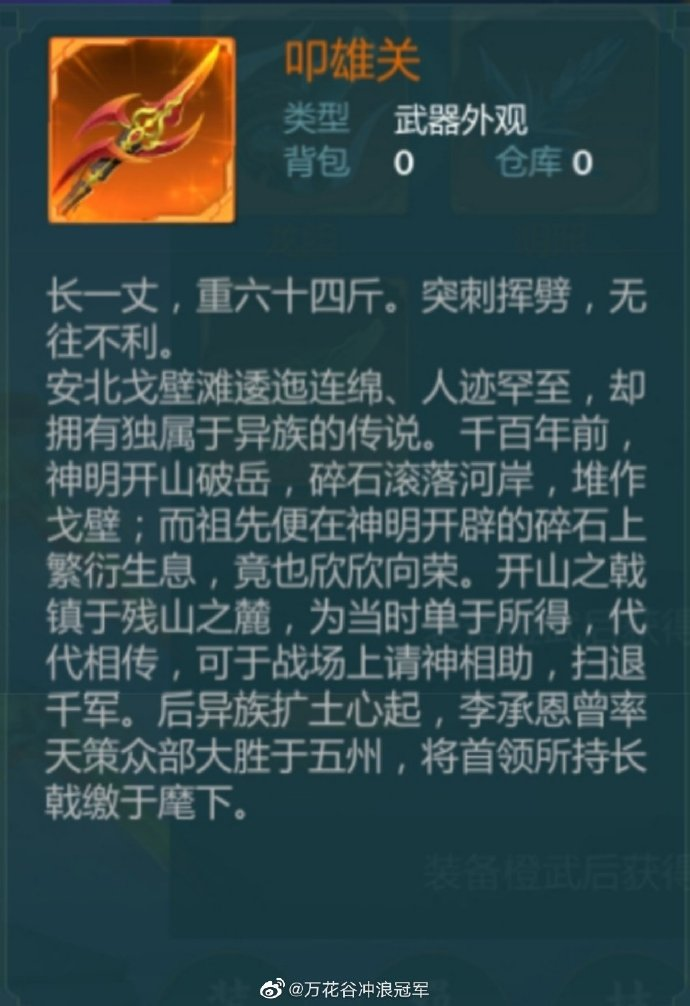 叩雄关
类型 武器外观
背包 0 仓库 0
长一丈，重六十四斤。突刺挥劈，无
往不利。
安北戈壁滩逶迤连绵、人迹罕至，却
拥有独属于异族的传说。千百年前，
神明开山破岳，碎石滚落河岸，堆作
戈壁；而祖先便在神明开辟的碎石上
繁衍生息，竟也欣欣向荣。开山之戟
镇于残山之麓，为当时单于所得，代
代相传，可于战场上请神相助，扫退
千军。后异族扩土心起，李承恩曾率
天策众部大胜于五州，将首领所持长
戟缴于麾下。
装备橙武后获得
@万花谷冲浪冠军